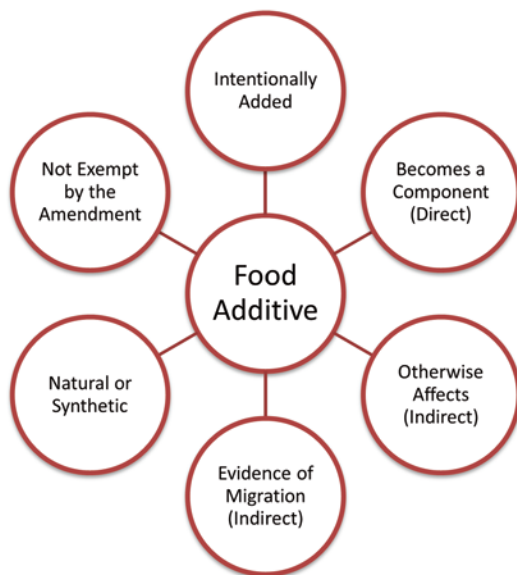 Intentionally
Added
Not Exempt
by the
Amendment
Becomes a
Component
(Direct)
Food
Additive
Natural or
Synthetic
Otherwise
Affects
(Indirect)
Evidence of
Migration
(Indirect)